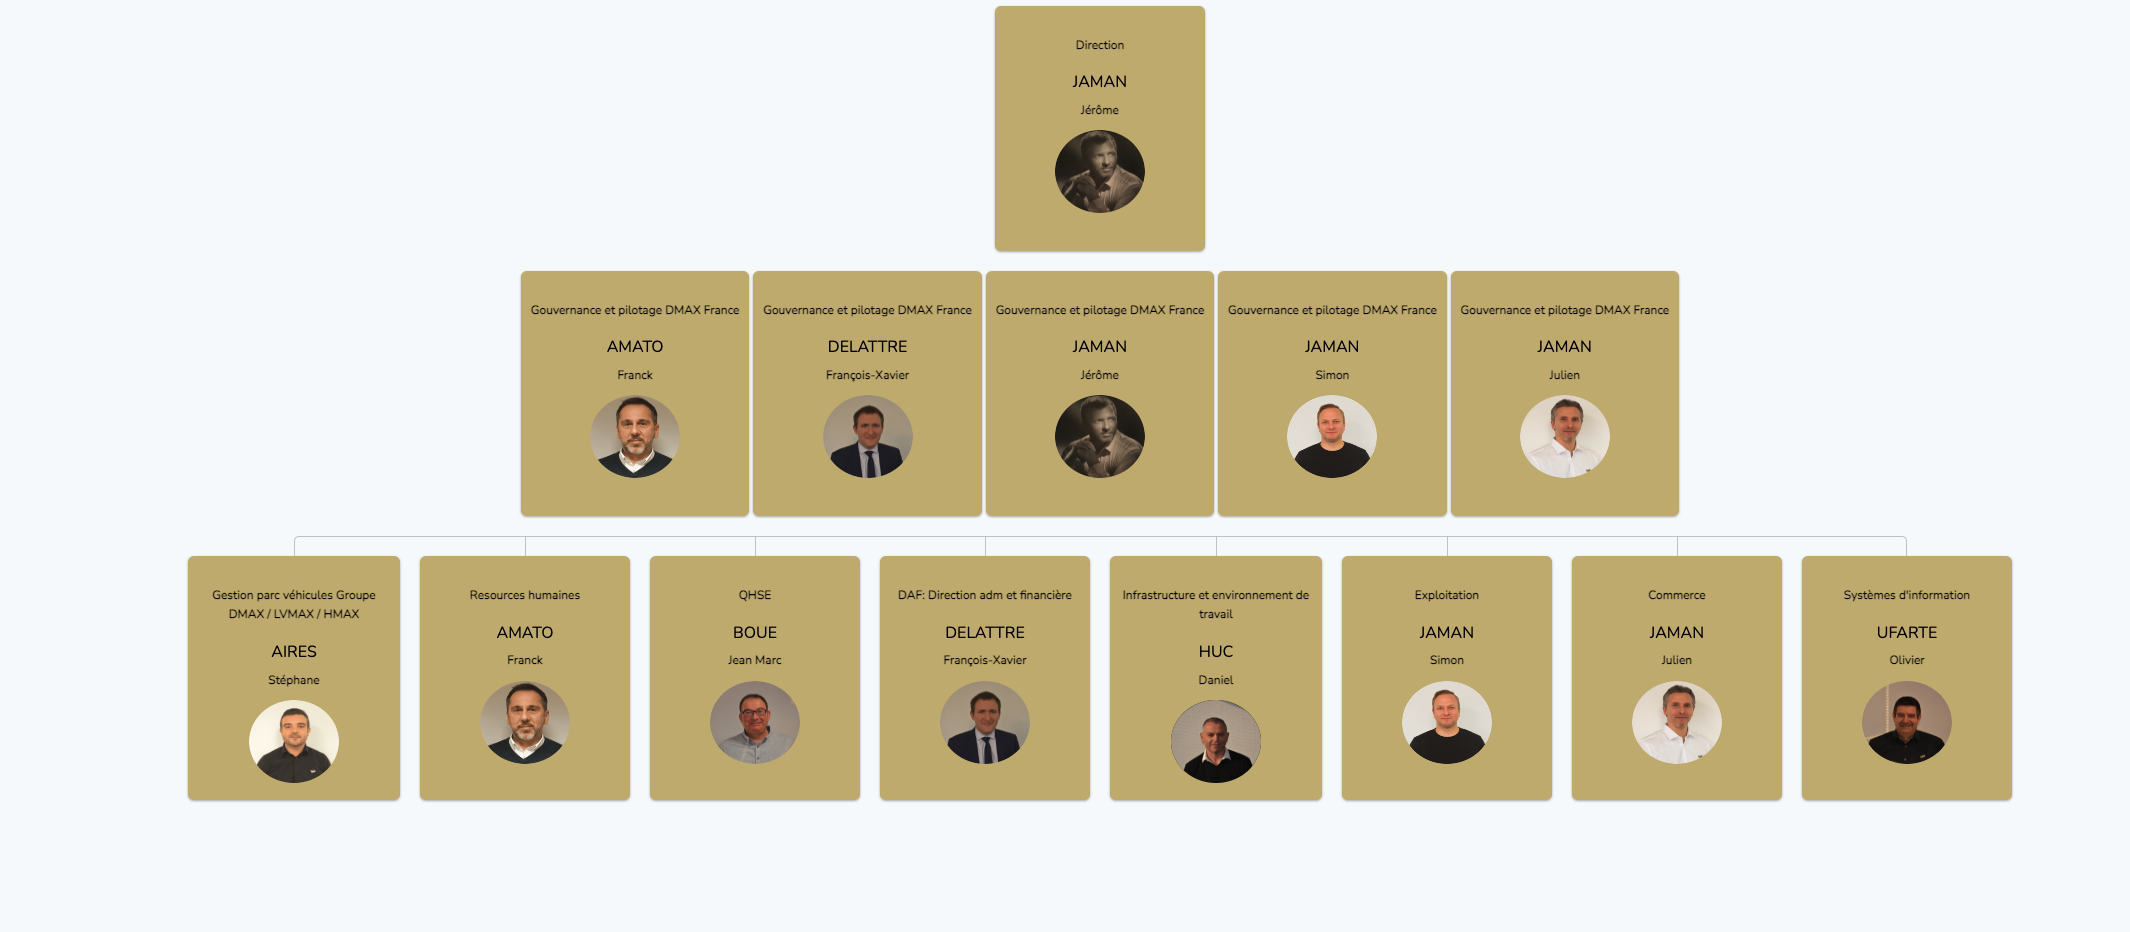 Direction
JAMAN
Jérôme
Gouvernance et pilotage DMAX France
AMATO
Franck
Gouvernance et pilotage DMAX France
DELATTRE
François-Xavier
Gouvernance et pilotage DMAX France
JAMAN
Jérôme
Gouvernance et pilotage DMAX France
JAMAN
Simon
Gouvernance et pilotage DMAX France
JAMAN
Julien
Gestion parc véhicules Groupe
DMAX / LVMAX / HMAX
AIRES
Stéphane
Resources humaines
AMATO
Franck
QHSE
BOUE
Jean Marc
DAF: Direction adm et financière
DELATTRE
François-Xavier
Infrastructure et environnement de
travail
HUC
Daniel
Exploitation
JAMAN
Simon
Commerce
JAMAN
Julien
Systèmes d'information
UFARTE
Olivier